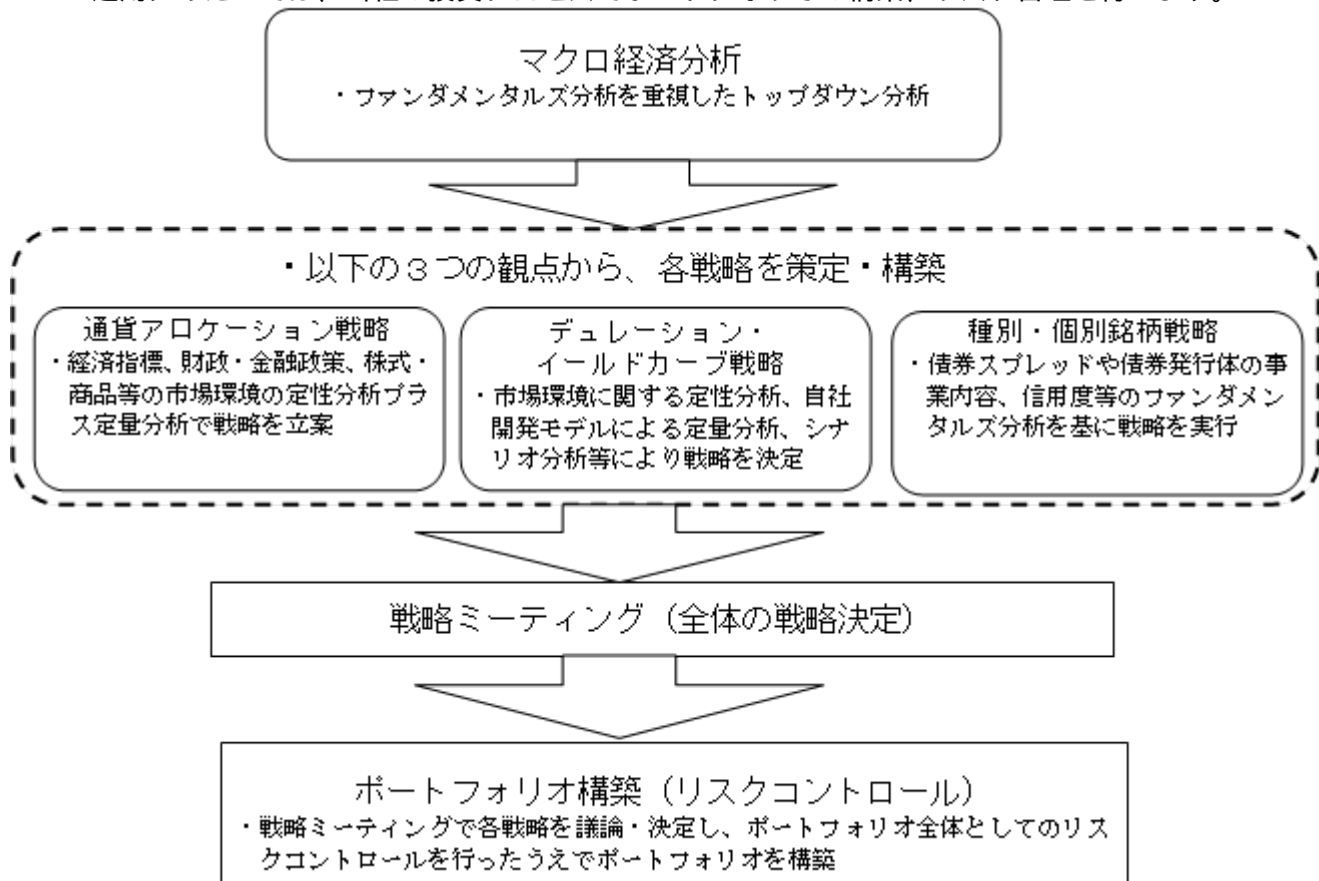 マクロ経済分析
・ファンダメンタルズ分析を重視したトップダウン分析
・以下の３つの観点から、各戦略を策定・構築
通貨アロケーション戦略
・経済指標、財政・金融政策、株式・
商品等の市場環境の定性分析プラ
ス定量分析で戦略を立案
デュレーション・
イールドカーブ戦略
・市場環境に関する定性分析、自社
開発モデルによる定量分析、シナ
リオ分析等により戦略を決定
種別・個別銘柄戦略
・債券スプレッドや債券発行体の事
業内容、信用度等のファンダメン
タルズ分析を基に戦略を実行
戦略ミーティング（全体の戦略決定）
ポートフォリオ構築（リスクコントロール）
・戦略ミーティングで各戦略を議論・決定し、ポートフォリオ全体としてのリス
クコントロールを行ったうえでポートフォリオを構築